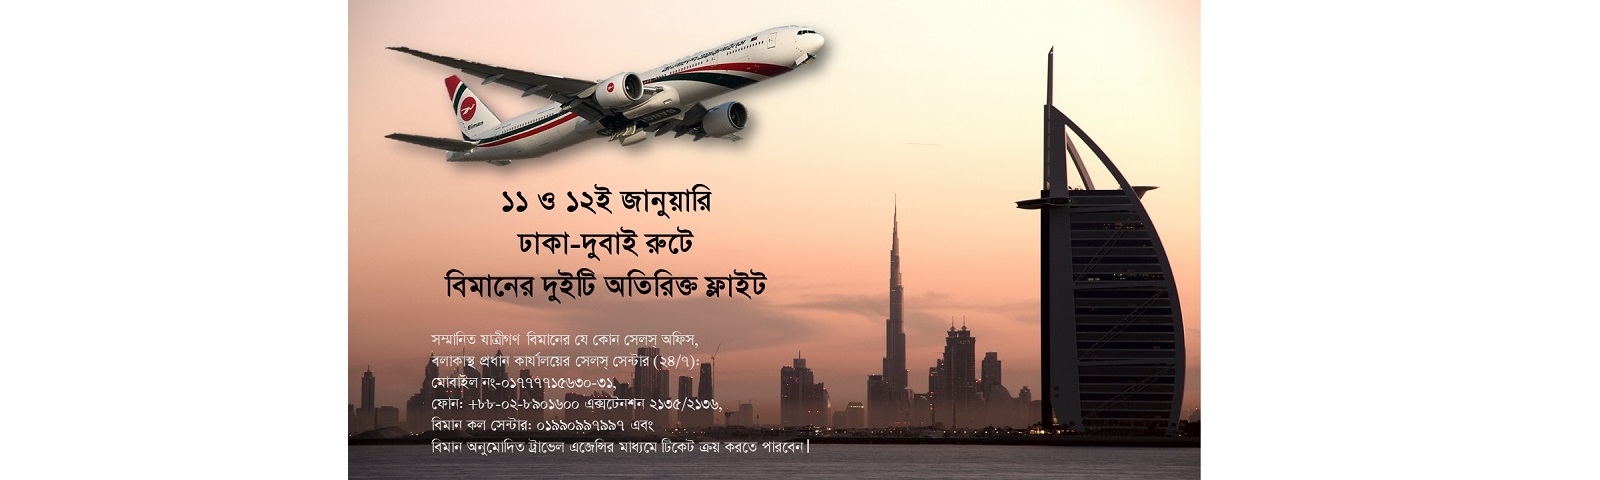 Biman
১১ ও ১২ই জানুয়ারি
ঢাকা-দুবাই রুটে
বিমানের দুইটি অতিরিক্ত ফ্লাইট
সম্মানিত যাত্রীগণ বিমানের যে কোন সেলস্ অফিস,
বলাকাস্থ প্রধান কার্যালয়ের সেলস্ সেন্টার (২৪/৭):
মোবাইল নং-০১৭৭৭৭১৫৬৩০-৩১,
ফোন: +৮৮-০২-৮৯০১৬০০ এক্সটেনশন ২১৩৫/২১৩৬,
বিমান কল সেন্টার: ০১৯৯০৯৯৭৯৯৭ এবং
বিমান অনুমোদিত ট্রাভেল এজেন্সির মাধ্যমে টিকেট ক্রয় করতে পারবেন।